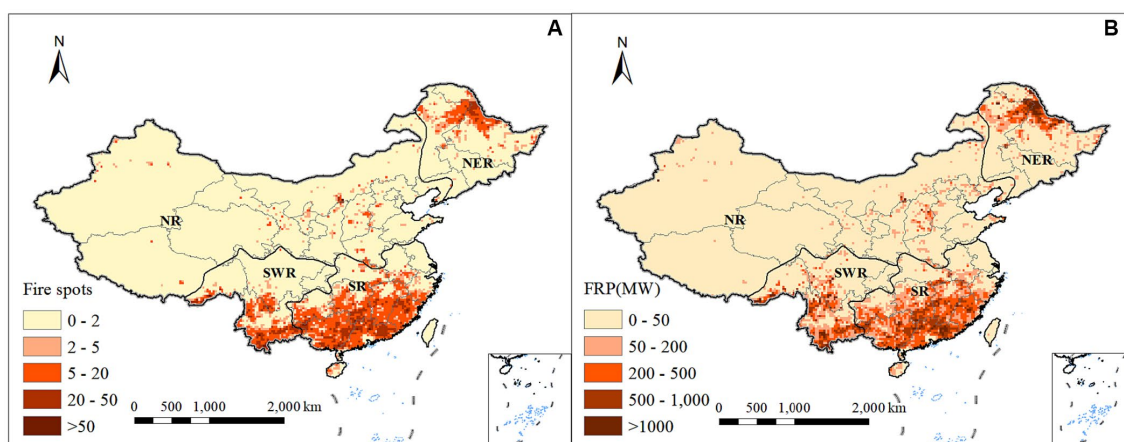 A
N
NER
NR
SWR
SR
Fire spots
0 - 2
2 - 5
5 - 20
20 - 50
>50
0 500 1,000 2,000 km
B
N
NER
NR
SWR
SR
FRP(MW)
0 - 50
50 - 200
200 - 500
500 - 1,000
>1000
0 500 1,000 2,000 km